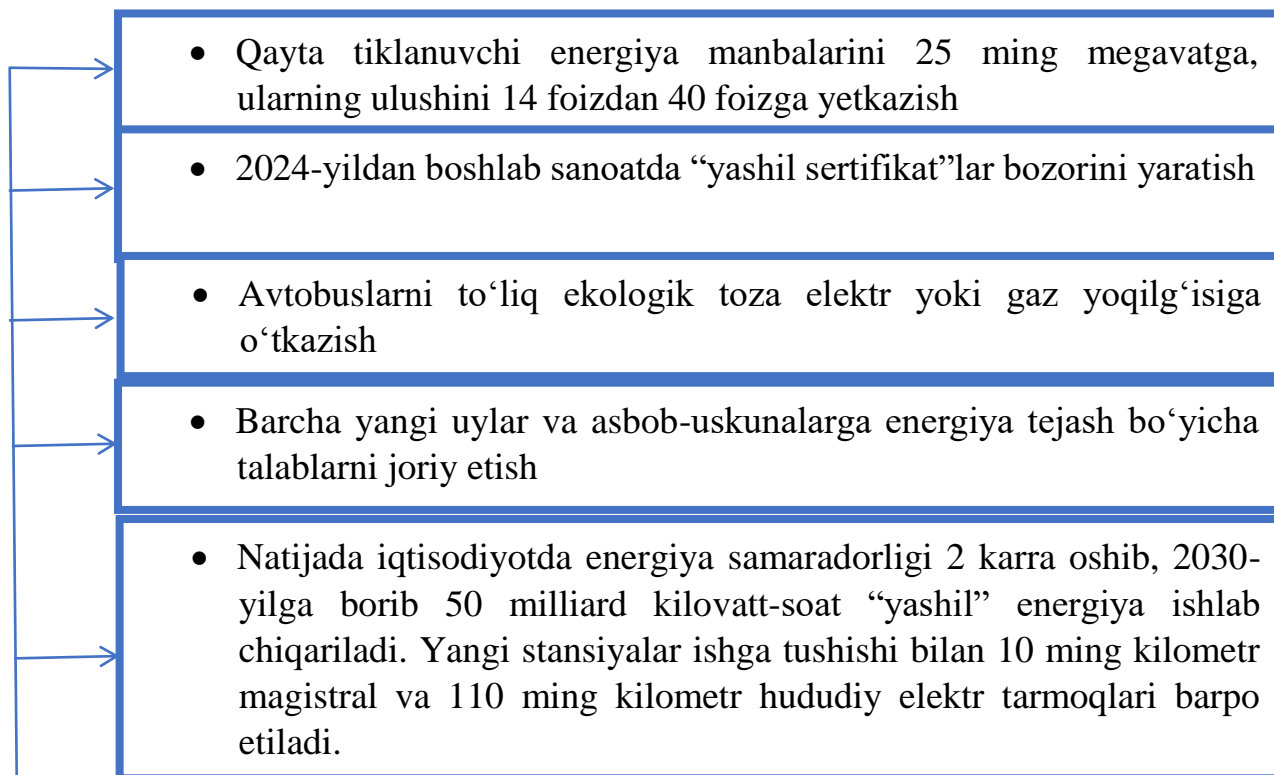 • Qayta tiklanuvchi energiya manbalarini 25 ming megavatga,
ularning ulushini 14 foizdan 40 foizga yetkazish
• 2024-yildan boshlab sanoatda “yashil sertifikat”lar bozorini yaratish
• Avtobuslarni to‘liq ekologik toza elektr yoki gaz yoqilg‘isiga
o‘tkazish
• Barcha yangi uylar va asbob-uskunalarga energiya tejash bo‘yicha
talablarni joriy etish
• Natijada iqtisodiyotda energiya samaradorligi 2 karra oshib, 2030-
yilga borib 50 milliard kilovatt-soat “yashil” energiya ishlab
chiqariladi. Yangi stansiyalar ishga tushishi bilan 10 ming kilometr
magistral va 110 ming kilometr hududiy elektr tarmoqlari barpo
etiladi.